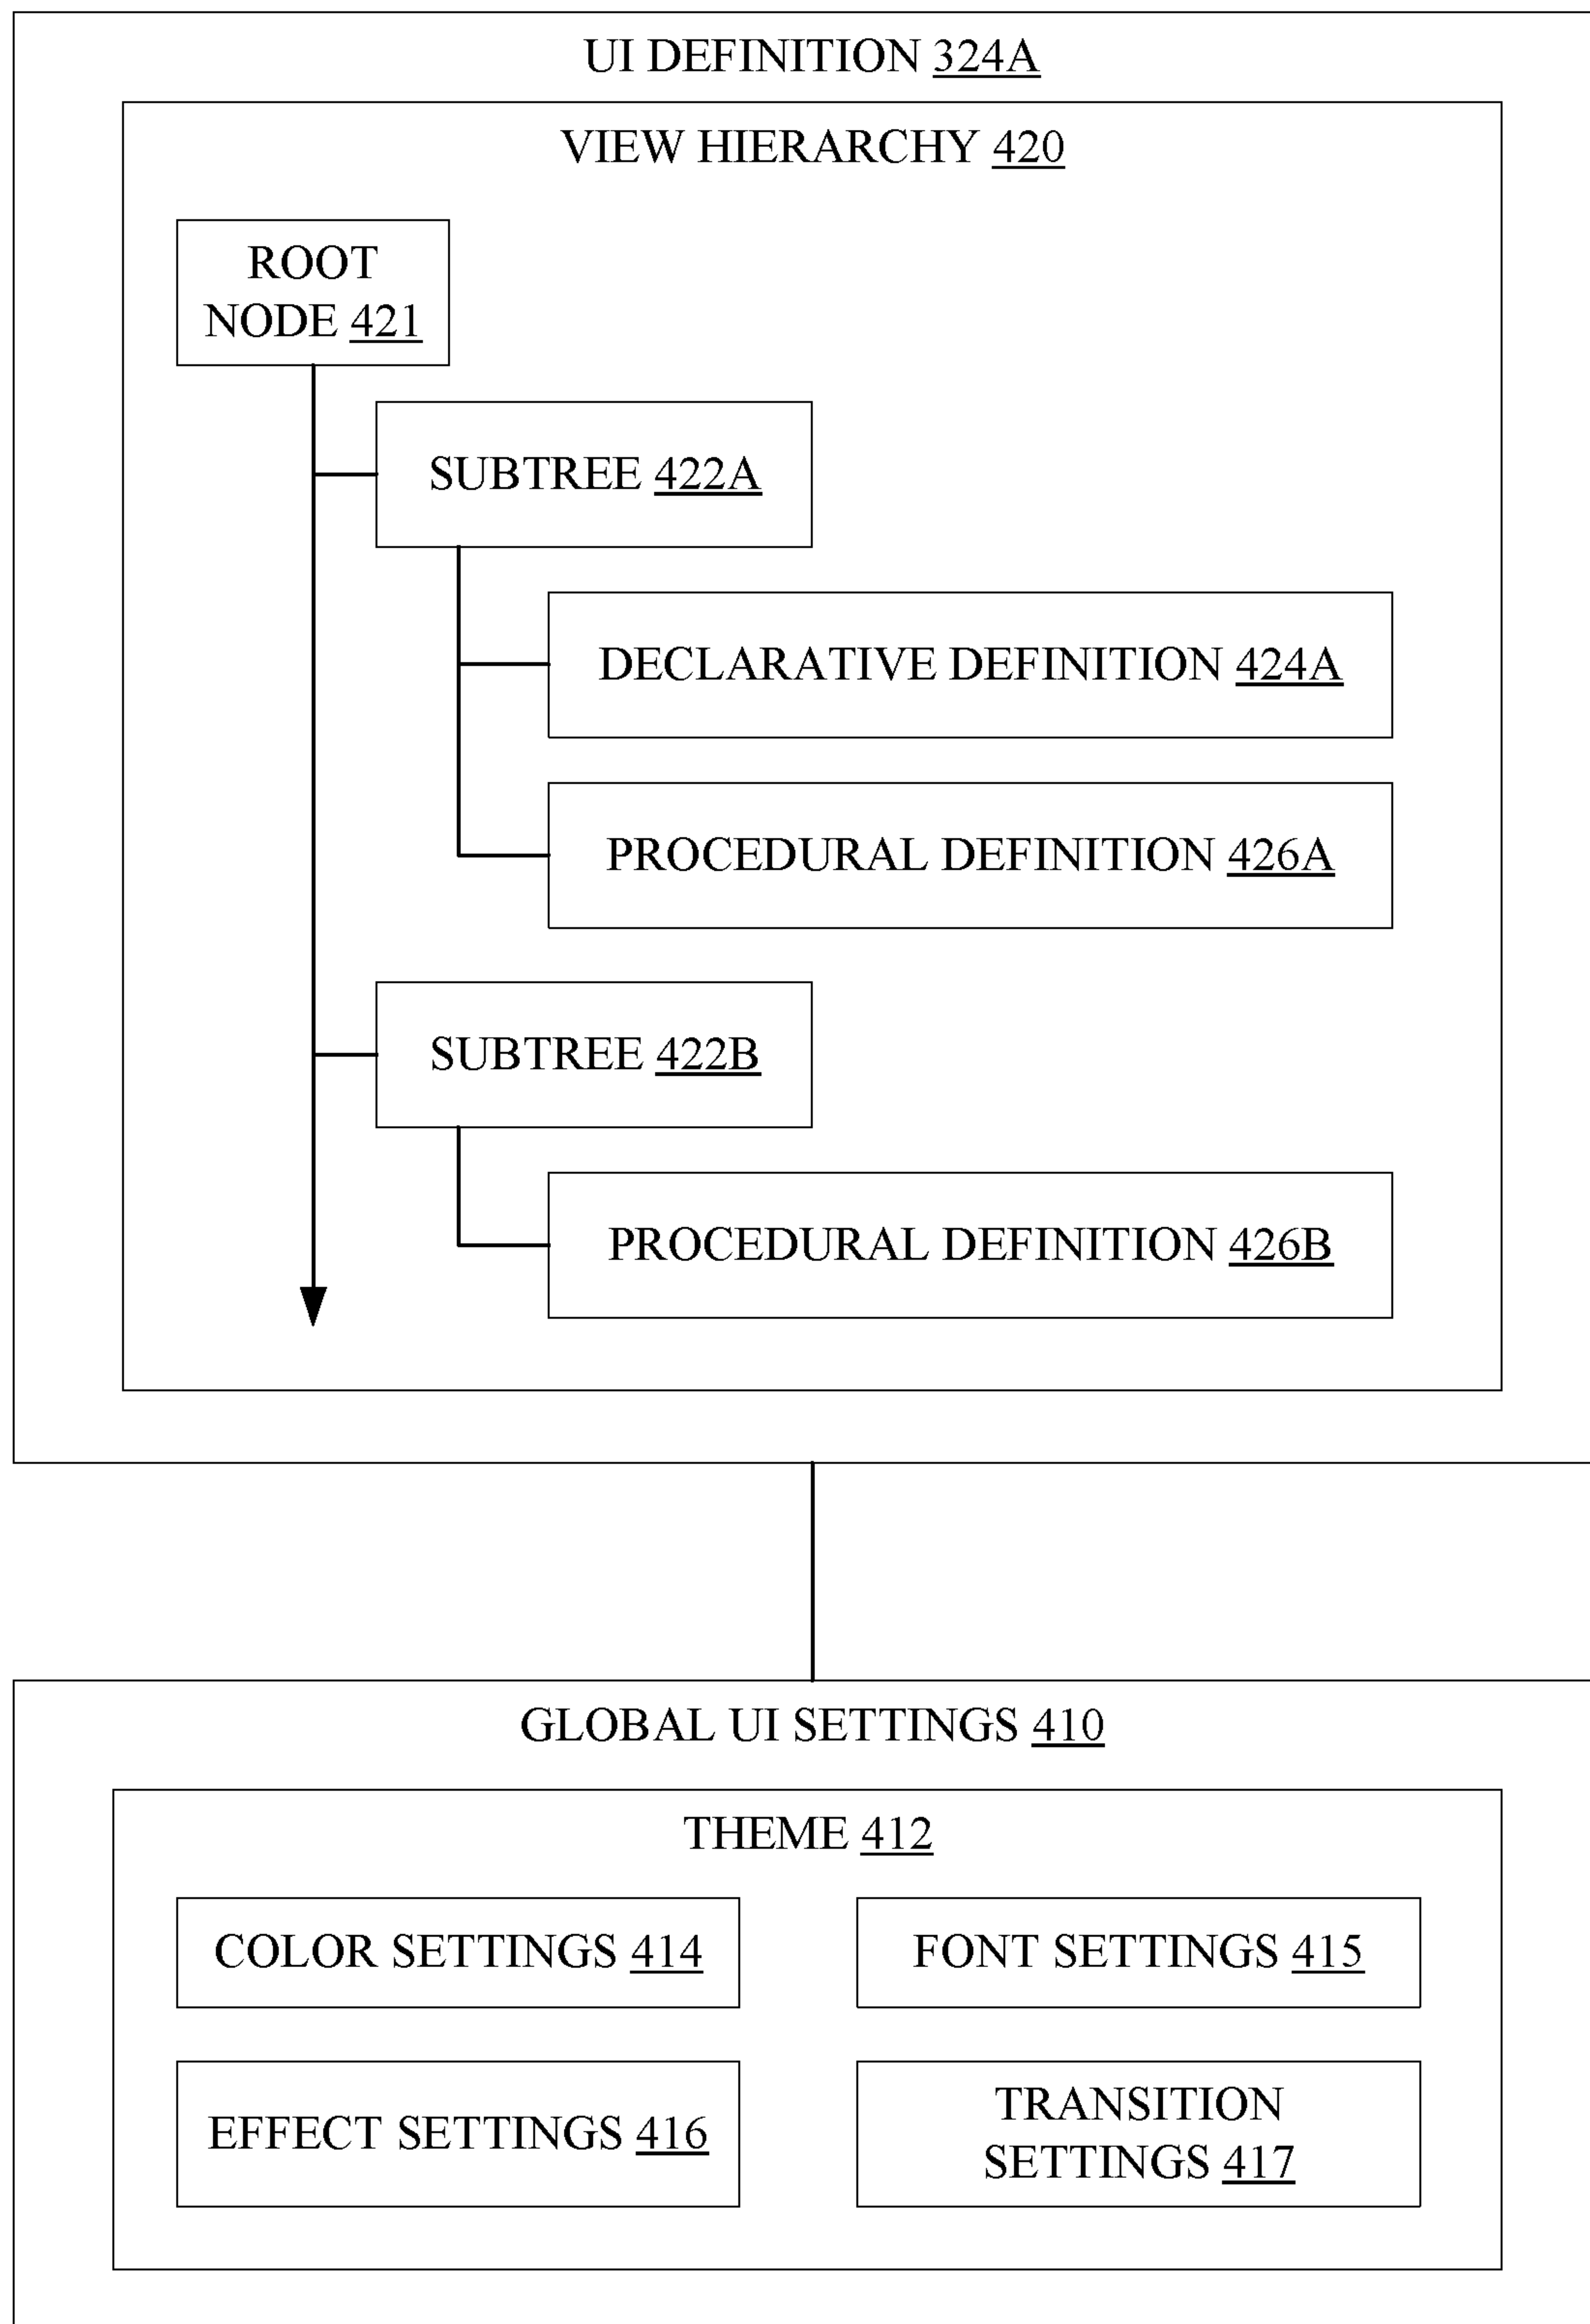 UI DEFINITION 324A
VIEW HIERARCHY 420
ROOT
NODE 421
SUBTREE 422A
DECLARATIVE DEFINITION 424A
PROCEDURAL DEFINITION 426A
SUBTREE 422B
PROCEDURAL DEFINITION 426B
GLOBAL UI SETTINGS 410
THEME 412
COLOR SETTINGS 414
FONT SETTINGS 415
EFFECT SETTINGS 416
TRANSITION
SETTINGS 417